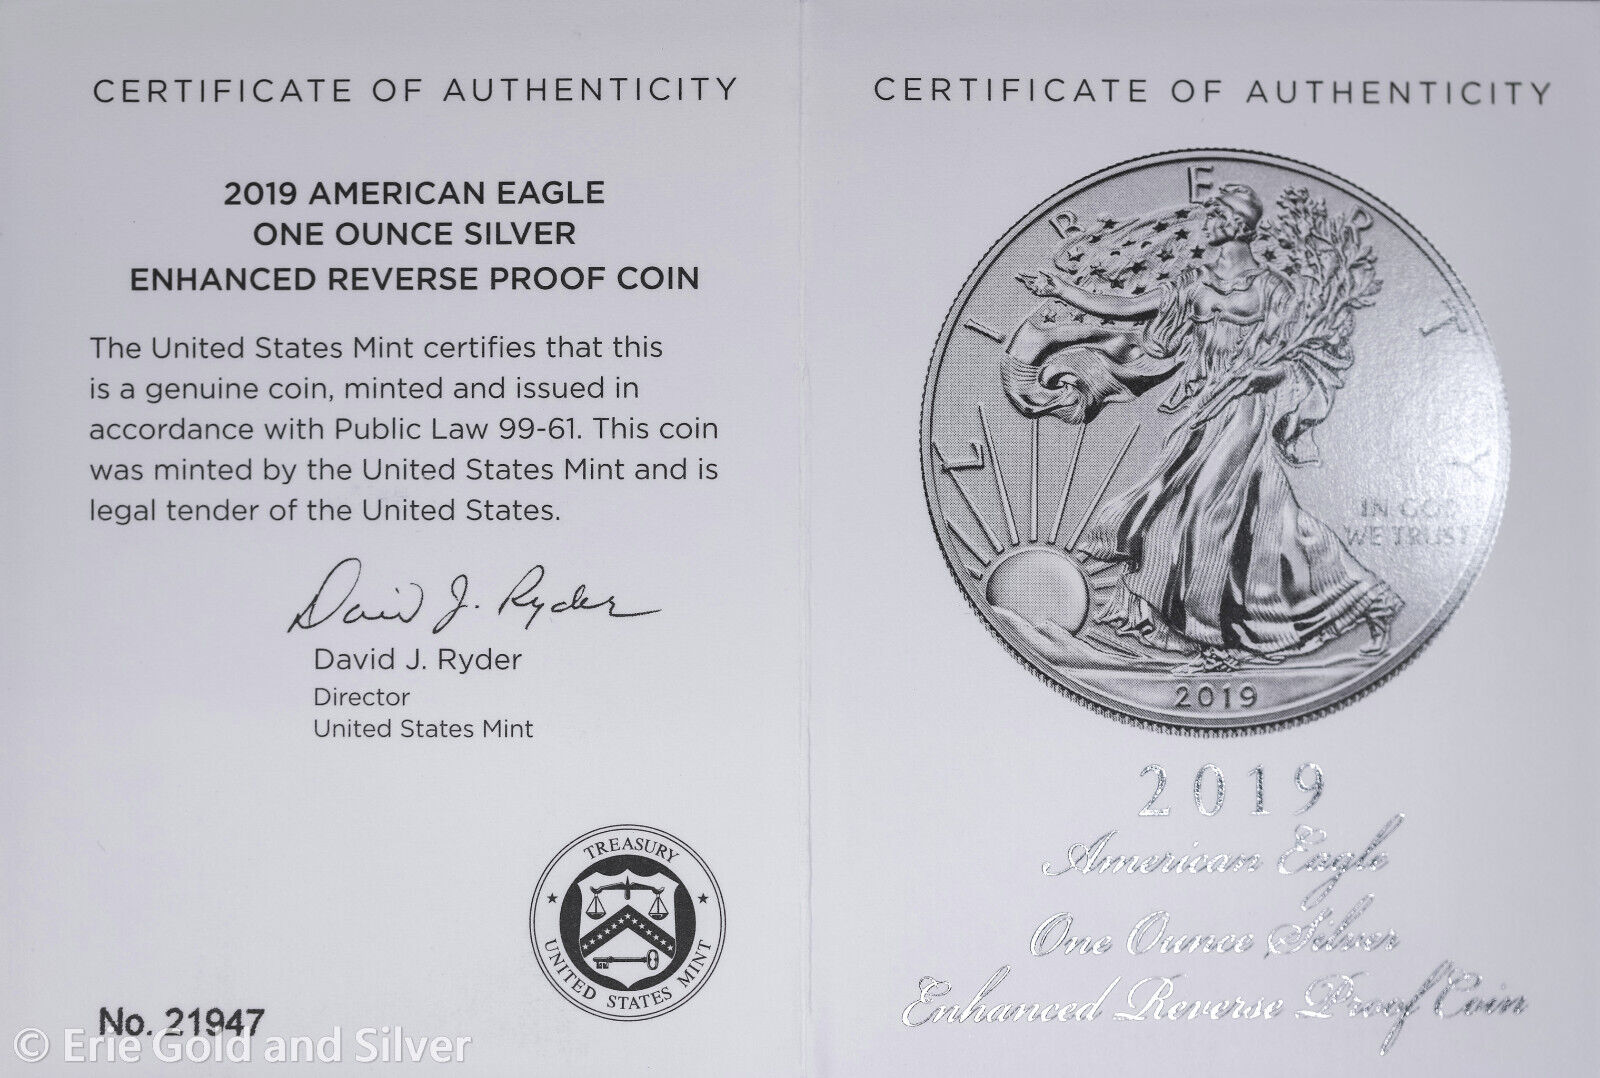 CERTIFICATE OF AUTHENTICITY
2019 AMERICAN EAGLE
ONE OUNCE SILVER
ENHANCED REVERSE PROOF COIN
The United States Mint certifies that this
is a genuine coin, minted and issued in
accordance with Public Law 99-61. This coin
was minted by the United States Mint and is
legal tender of the United States.
David J. Ryder
David J. Ryder
Director
United States Mint
TREASURY
UNITED STATES MINT
No. 21947
© Erie Gold and Silver
CERTIFICATE OF AUTHENTICITY
LIBERTY
IN GOD
WE TRUST
2019
2019
American Eagle
One Ounce Silver
Enhanced Reverse Proof Coin